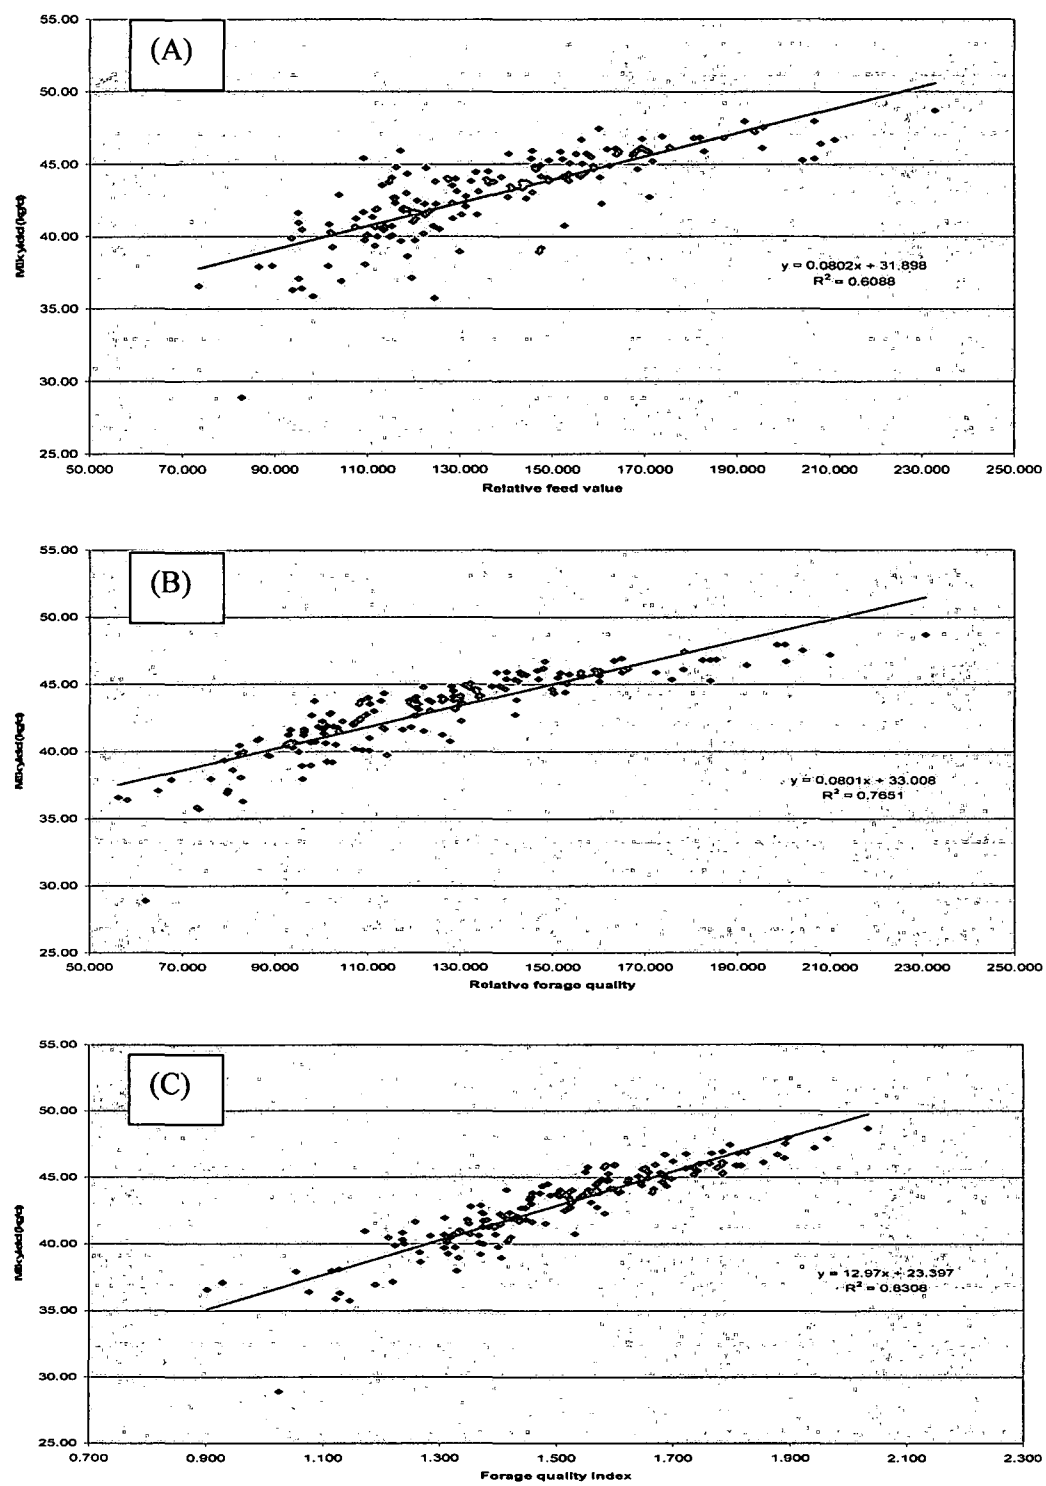 (A)
55.00
50.00
45.00
40.00
35.00
30.00
25.00
y = 0.0802x + 31.898
R² = 0.6088
50.000 70.000 90.000 110.000 130.000 150.000 170.000 190.000 210.000 230.000 250.000
Relative feed value
(B)
55.00
50.00
45.00
40.00
35.00
30.00
25.00
y = 0.0801x + 33.008
R² = 0.7651
50.000 70.000 90.000 110.000 130.000 150.000 170.000 190.000 210.000 230.000 250.000
Relative forage quality
(C)
55.00
50.00
45.00
40.00
35.00
30.00
25.00
y = 12.97x + 23.397
R² = 0.8308
0.700 0.900 1.100 1.300 1.500 1.700 1.900 2.100 2.300
Forage quality index